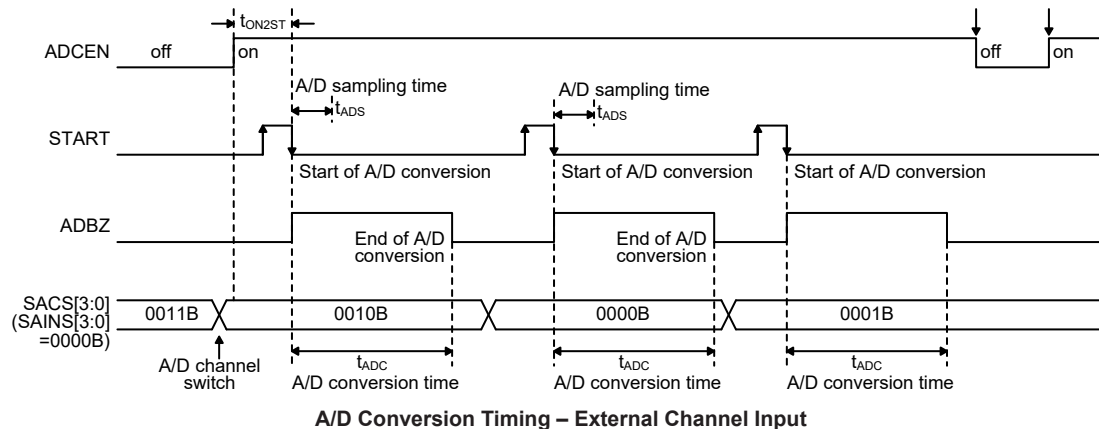 tON2ST
ADCEN
off
on
off
on
A/D sampling time
tADS
A/D sampling time
tADS
START
Start of A/D conversion
Start of A/D conversion
Start of A/D conversion
ADBZ
End of A/D
conversion
End of A/D
conversion
SACS[3:0]
(SAINS[3:0]
=0000B)
0011B
0010B
0000B
0001B
A/D channel
switch
tADC
A/D conversion time
tADC
A/D conversion time
tADC
A/D conversion time
A/D Conversion Timing – External Channel Input